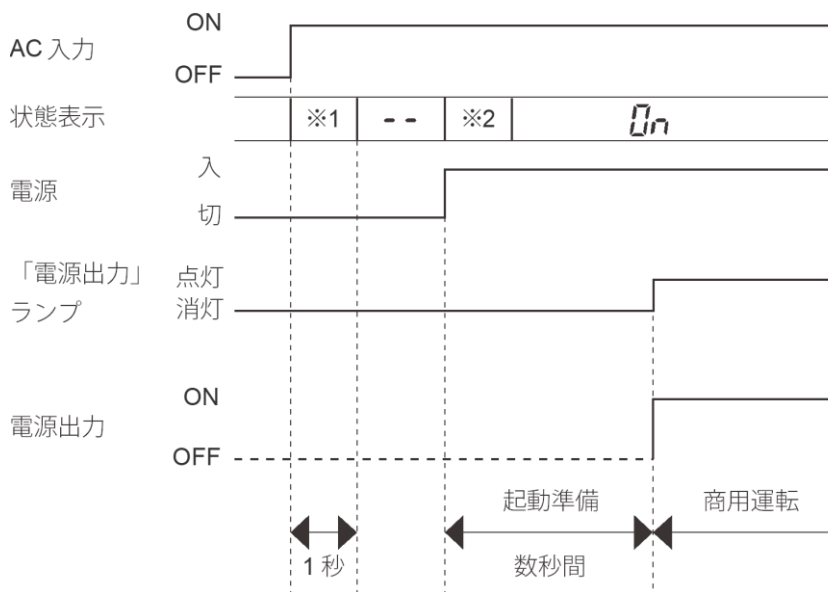 ON
AC 入力
OFF
状態表示 ※1 -- ※2 On
入
電源
切
「電源出力」 点灯
ランプ 消灯
ON
電源出力
OFF
起動準備 商用運転
1 秒 数秒間